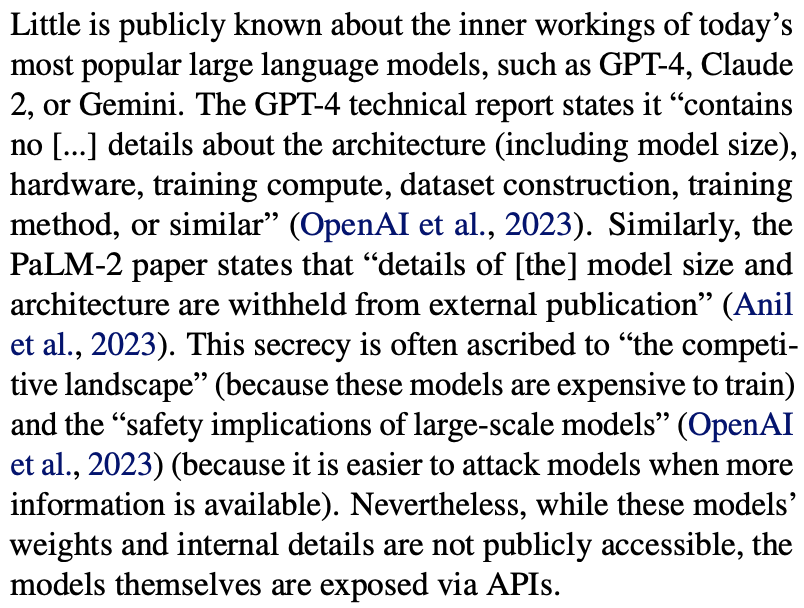 Little is publicly known about the inner workings of today’s
most popular large language models, such as GPT-4, Claude
2, or Gemini. The GPT-4 technical report states it “contains
no [...] details about the architecture (including model size),
hardware, training compute, dataset construction, training
method, or similar” (OpenAI et al., 2023). Similarly, the
PaLM-2 paper states that “details of [the] model size and
architecture are withheld from external publication” (Anil
et al., 2023). This secrecy is often ascribed to “the competi-
tive landscape” (because these models are expensive to train)
and the “safety implications of large-scale models” (OpenAI
et al., 2023) (because it is easier to attack models when more
information is available). Nevertheless, while these models’
weights and internal details are not publicly accessible, the
models themselves are exposed via APIs.